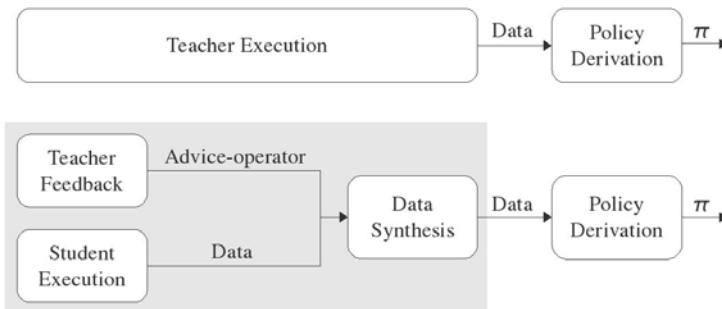 Teacher Execution
Data
Policy
Derivation
π
Teacher
Feedback
Advice-operator
Student
Execution
Data
Data
Synthesis
Data
Policy
Derivation
π